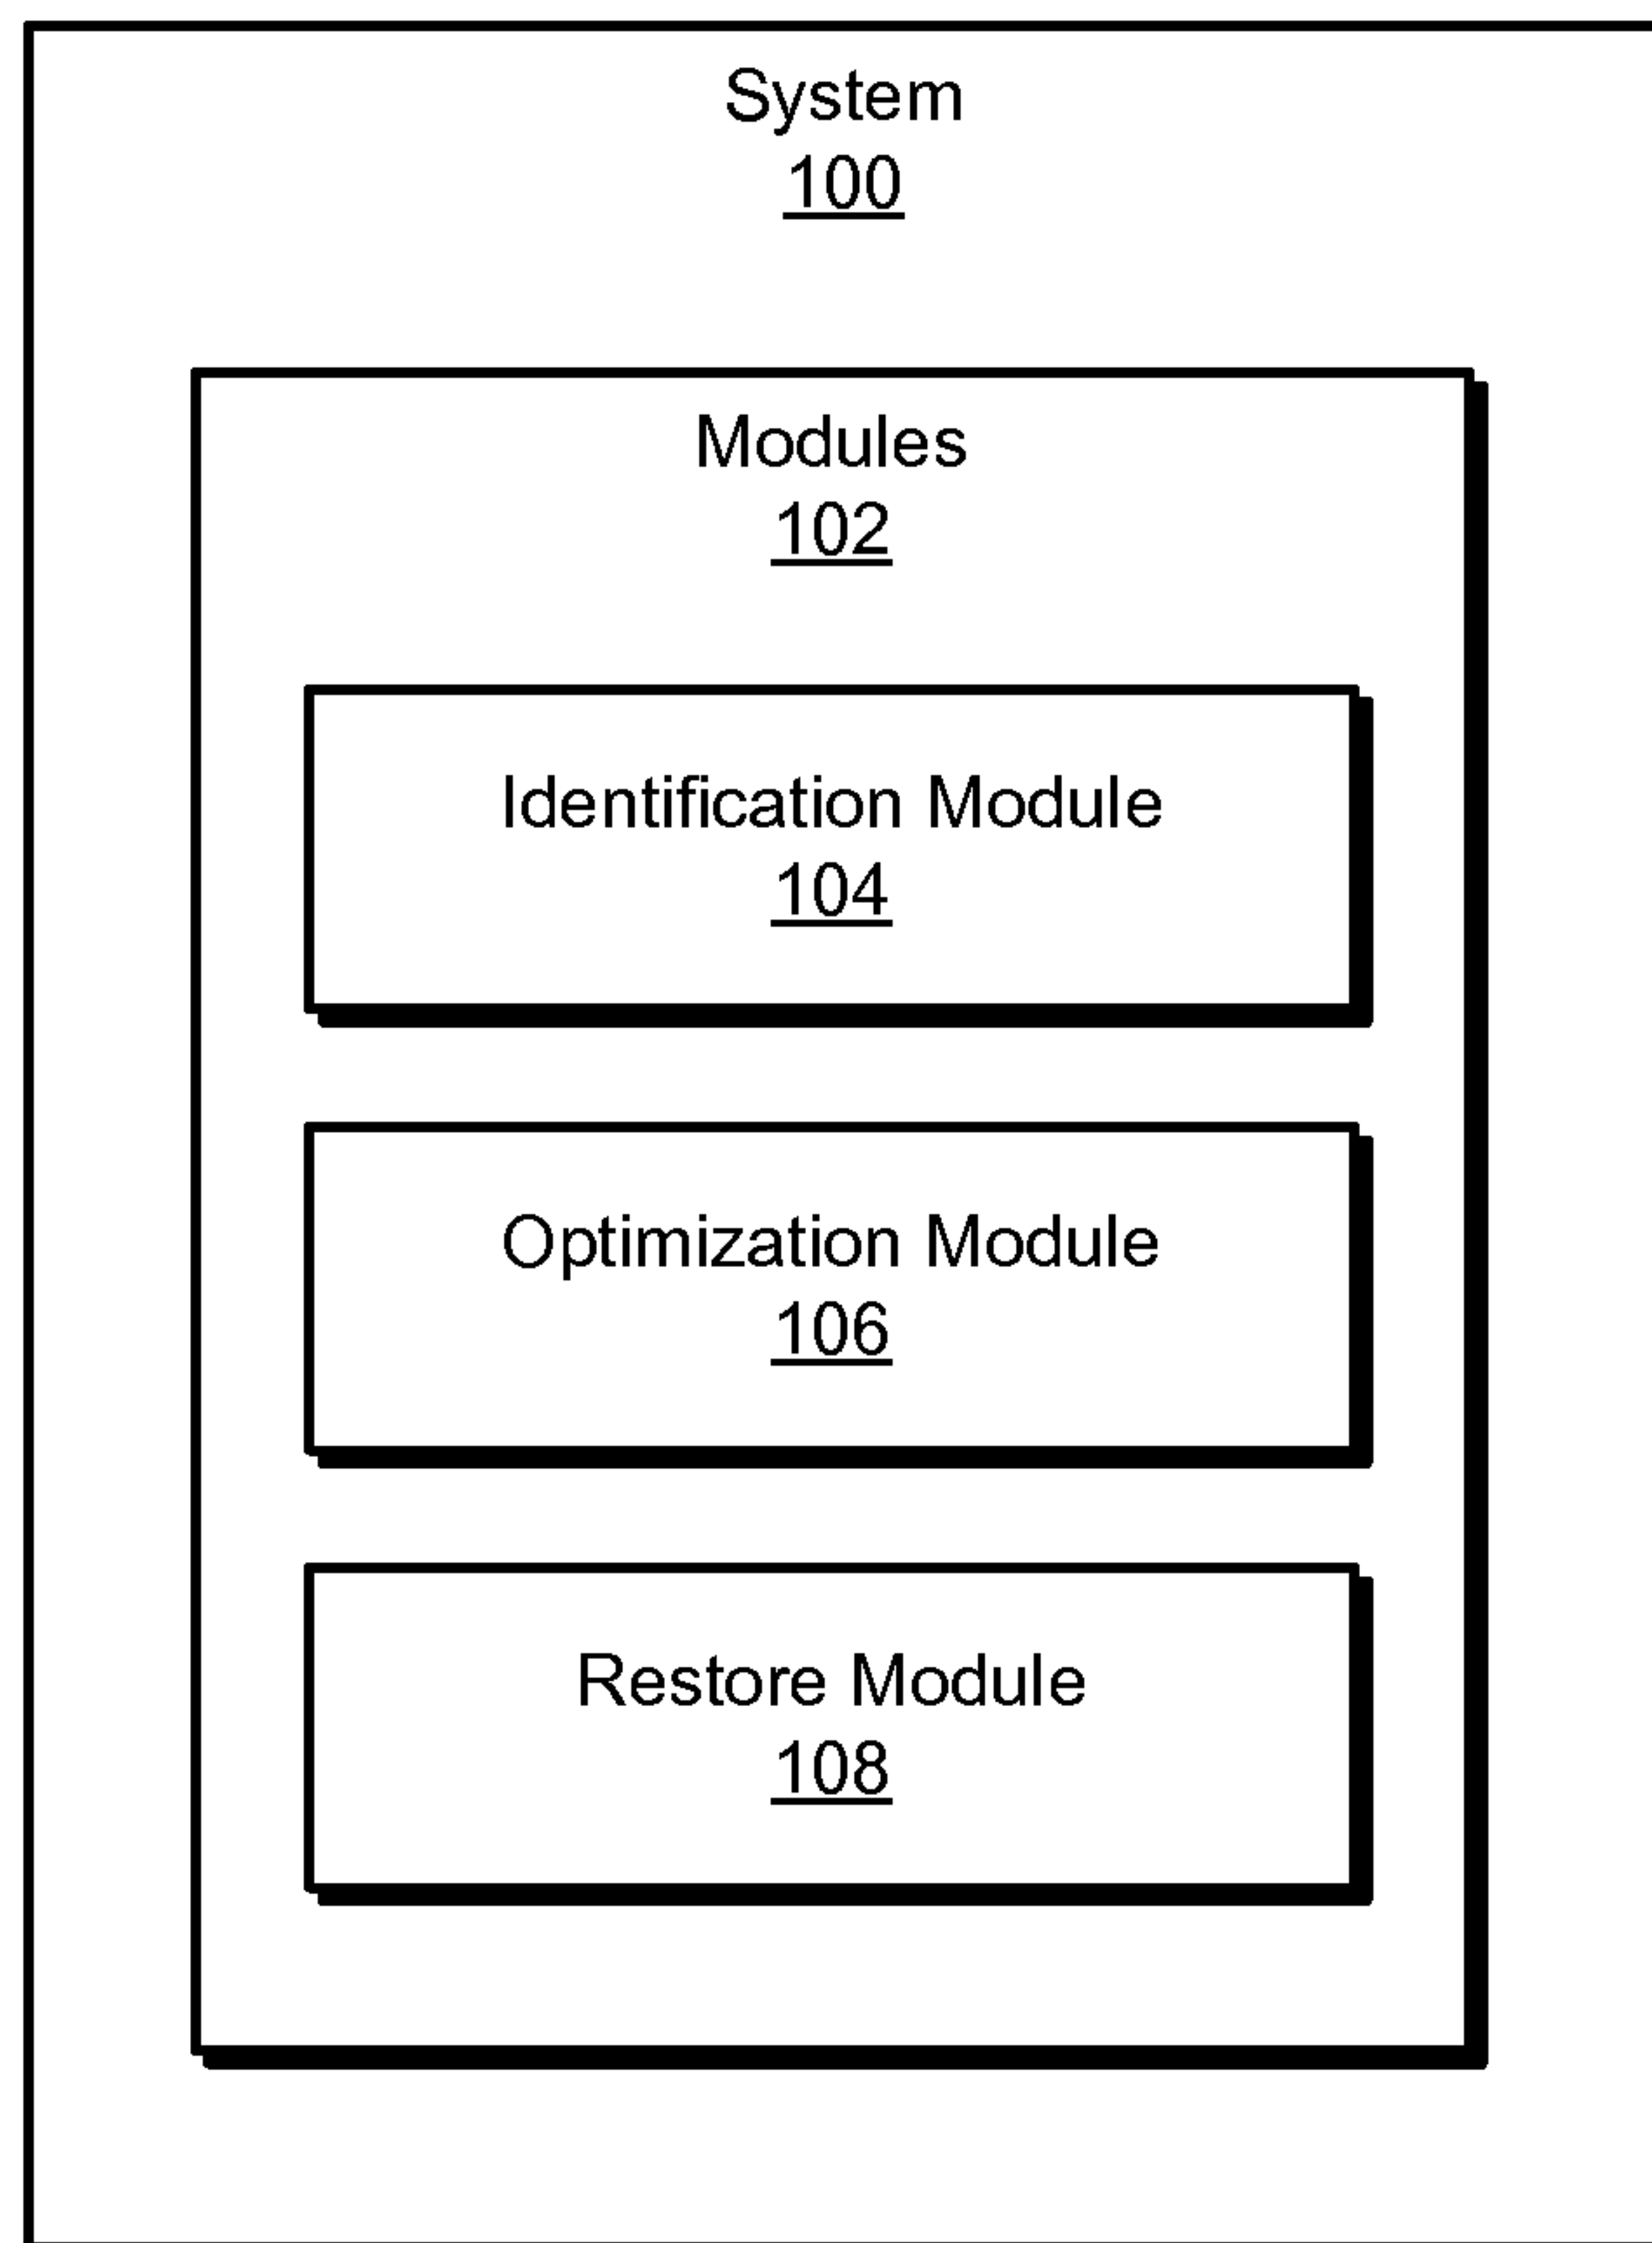 System
100
Modules
102
Identification Module
104
Optimization Module
106
Restore Module
108